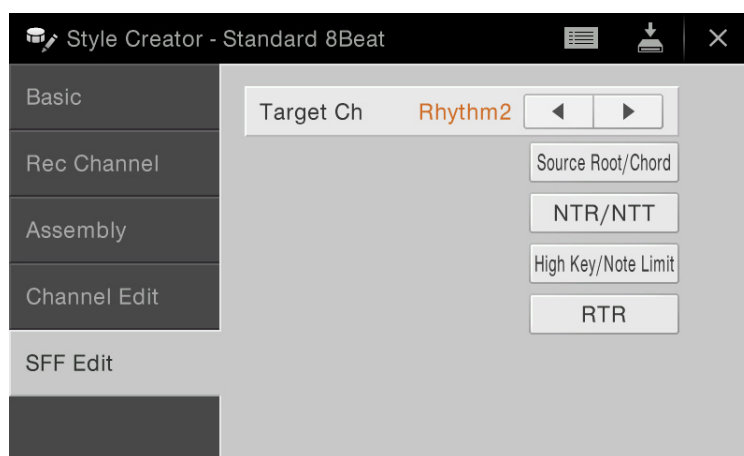 Style Creator - Standard 8Beat
Basic
Rec Channel
Assembly
Channel Edit
SFF Edit
Target Ch Rhythm2
Source Root/Chord
NTR/NTT
High Key/Note Limit
RTR